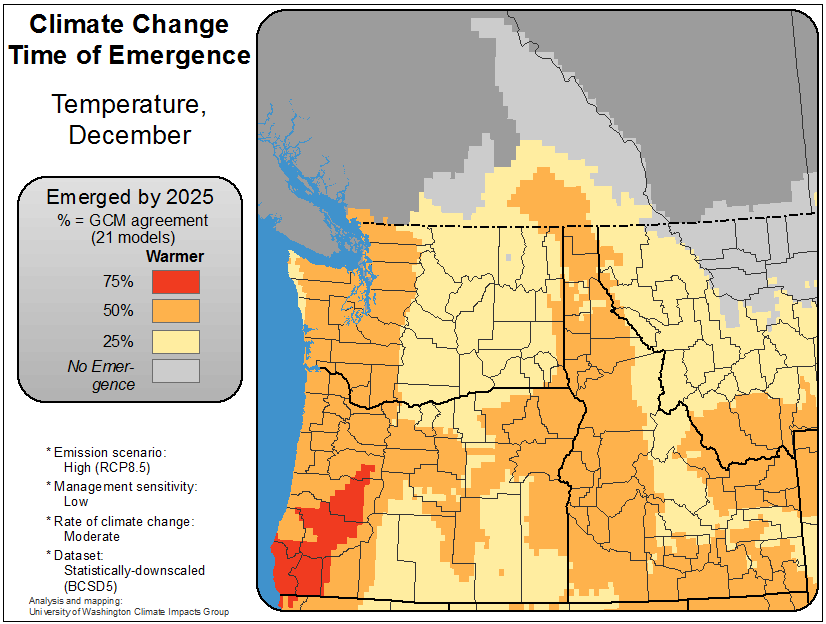 Climate Change
Time of Emergence
Temperature,
December
Emerged by 2025
% = GCM agreement
(21 models)
Warmer
75%
50%
25%
No Emer-
gence
* Emission scenario:
High (RCP8.5)
* Management sensitivity:
Low
* Rate of climate change:
Moderate
* Dataset:
Statistically-downscaled
(BCSD5)
Analysis and mapping:
University of Washington Climate Impacts Group